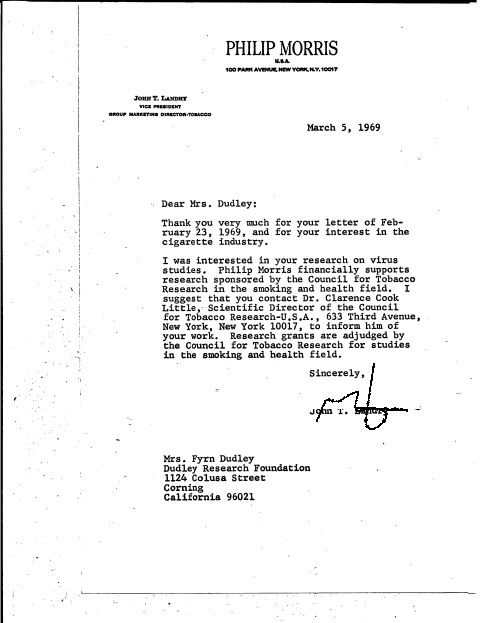 PHILIP MORRIS
U.S.A.
100 PARK AVENUE, NEW YORK, N.Y. 10017
JOHN T. LANDRY
VICE PRESIDENT
GROUP MARKETING DIRECTOR-TOBACCO
March 5, 1969
Dear Mrs. Dudley:
Thank you very much for your letter of Feb-
ruary 23, 1969, and for your interest in the
cigarette industry.
I was interested in your research on virus
studies. Philip Morris financially supports
research sponsored by the Council for Tobacco
Research in the smoking and health field. I
suggest that you contact Dr. Clarence Cook
Little, Scientific Director of the Council
for Tobacco Research-U.S.A., 633 Third Avenue,
New York, New York 10017, to inform him of
your work. Research grants are adjudged by
the Council for Tobacco Research for studies
in the smoking and health field.
Sincerely,
John T. Landry
Mrs. Fyrn Dudley
Dudley Research Foundation
1124 Colusa Street
Corning
California 96021